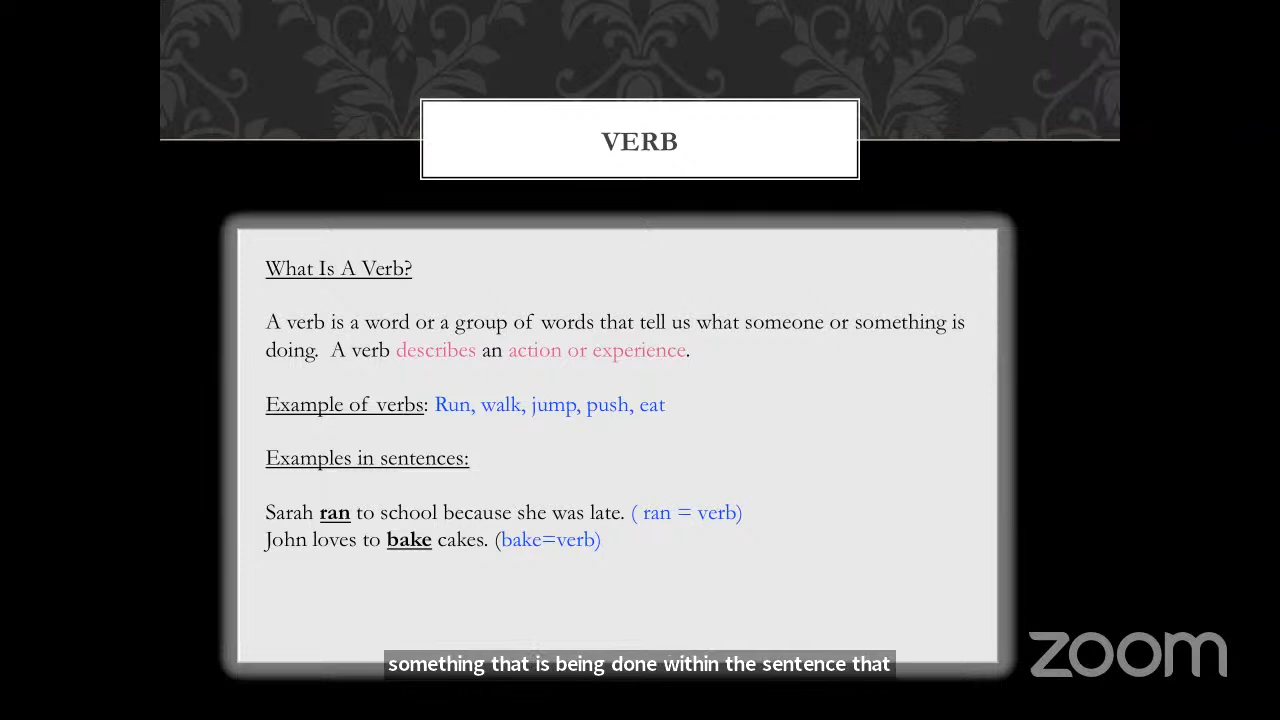 VERB
What Is A Verb?
A verb is a word or a group of words that tell us what someone or something is
doing.  A verb describes an action or experience.
Example of verbs: Run, walk, jump, push, eat
Examples in sentences:
Sarah ran to school because she was late. ( ran = verb)
John loves to bake cakes. (bake=verb)
something that is being done within the sentence that
zoom